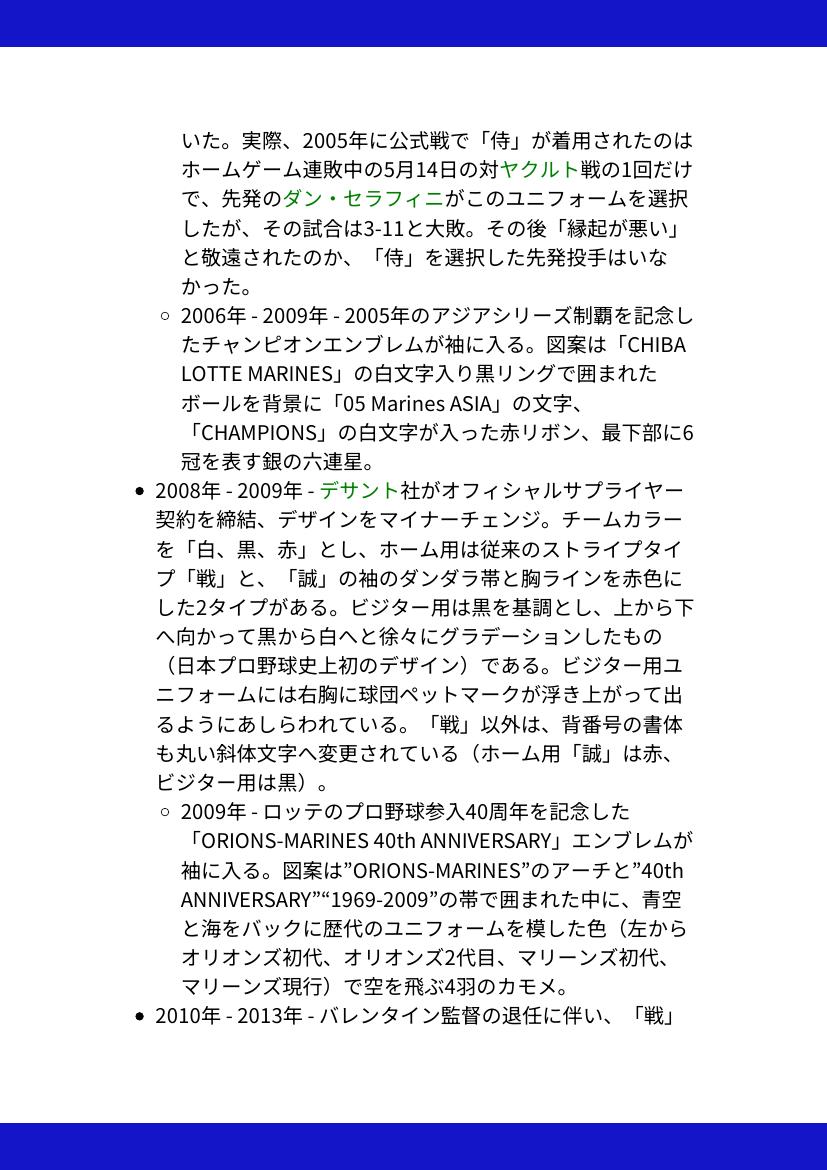 いた。実際、2005年に公式戦で「侍」が着用されたのは
ホームゲーム連敗中の5月14日の対ヤクルト戦の1回だけ
で、先発のダン・セラフィニがこのユニフォームを選択
したが、その試合は3-11と大敗。その後「縁起が悪い」
と敬遠されたのか、「侍」を選択した先発投手はいな
かった。
○ 2006年 - 2009年 - 2005年のアジアシリーズ制覇を記念し
たチャンピオンエンブレムが袖に入る。図案は「CHIBA
LOTTE MARINES」の白文字入り黒リングで囲まれた
ボールを背景に「05 Marines ASIA」の文字、
「CHAMPIONS」の白文字が入った赤リボン、最下部に6
冠を表す銀の六連星。
● 2008年 - 2009年 - デサント社がオフィシャルサプライヤー
契約を締結、デザインをマイナーチェンジ。チームカラー
を「白、黒、赤」とし、ホーム用は従来のストライプタイ
プ「戦」と、「誠」の袖のダンダラ帯と胸ラインを赤色に
した2タイプがある。ビジター用は黒を基調とし、上から下
へ向かって黒から白へと徐々にグラデーションしたもの
（日本プロ野球史上初のデザイン）である。ビジター用ユ
ニフォームには右胸に球団ペットマークが浮き上がって出
るようにあしらわれている。「戦」以外は、背番号の書体
も丸い斜体文字へ変更されている（ホーム用「誠」は赤、
ビジター用は黒）。
○ 2009年 - ロッテのプロ野球参入40周年を記念した
「ORIONS-MARINES 40th ANNIVERSARY」エンブレムが
袖に入る。図案は”ORIONS-MARINES”のアーチと”40th
ANNIVERSARY”“1969-2009”の帯で囲まれた中に、青空
と海をバックに歴代のユニフォームを模した色（左から
オリオンズ初代、オリオンズ2代目、マリーンズ初代、
マリーンズ現行）で空を飛ぶ4羽のカモメ。
● 2010年 - 2013年 - バレンタイン監督の退任に伴い、「戦」